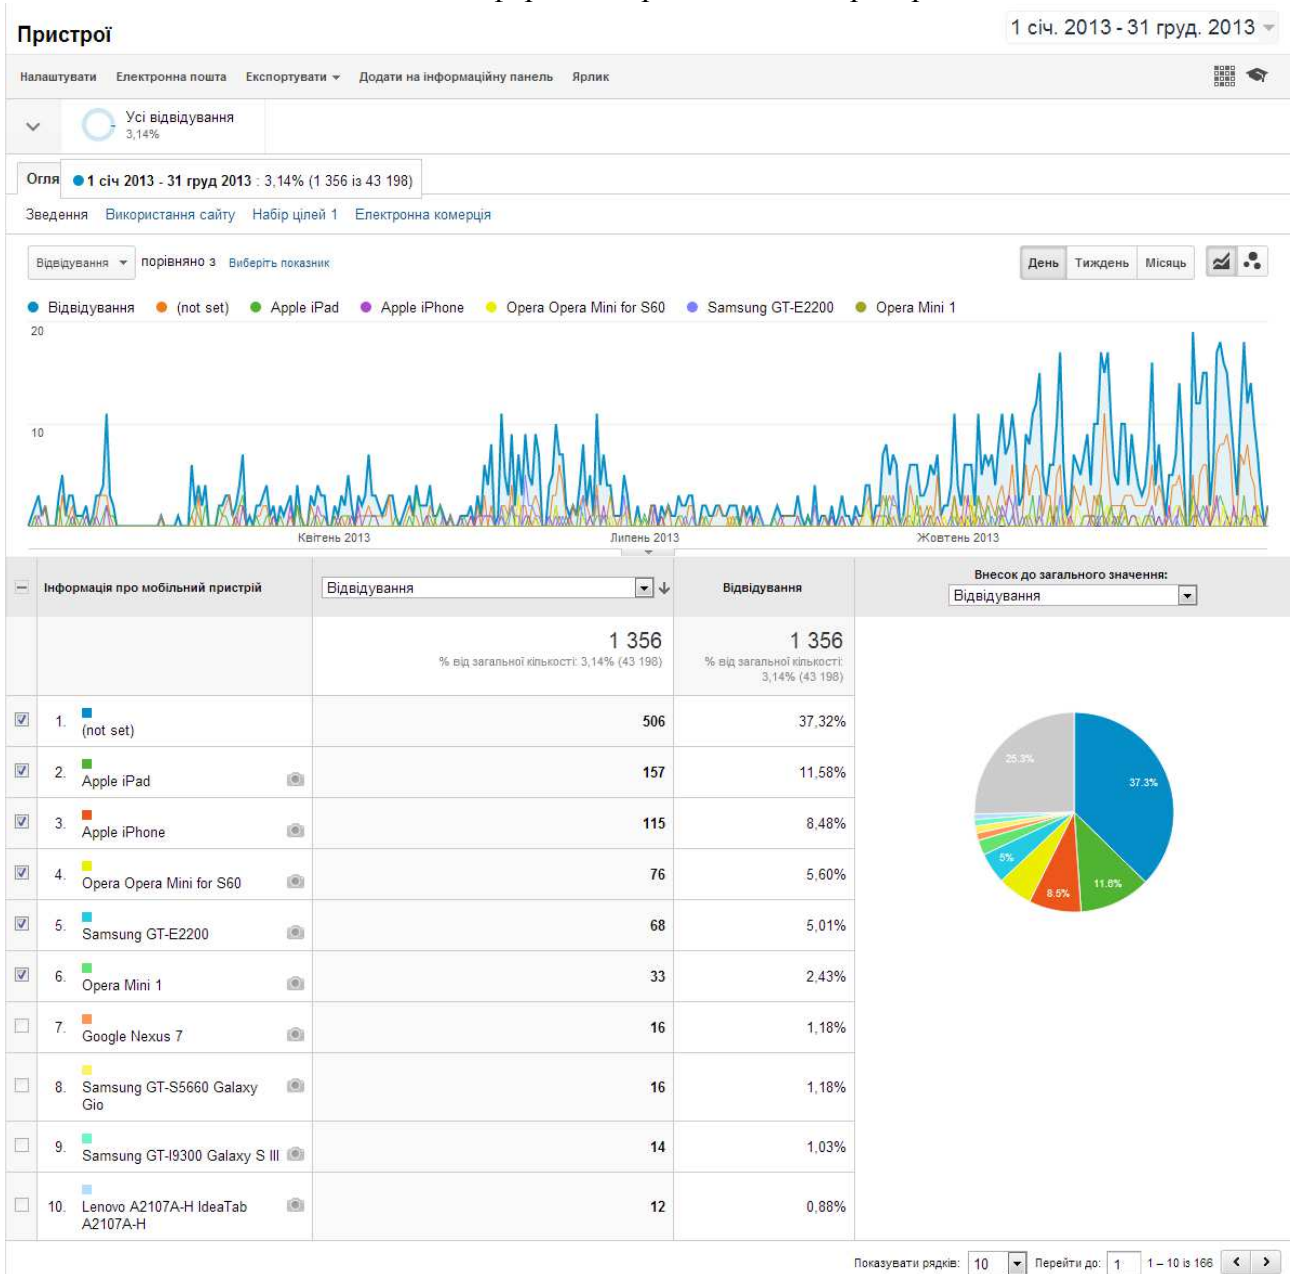 Пристрої
1 січ. 2013 - 31 груд. 2013
Налаштувати Електронна пошта Експортувати Додати на інформаційну панель Ярлик
Усі відвідування
3,14%
Огля
1 січ 2013 - 31 груд 2013 : 3,14% (1 356 із 43 198)
Зведення Використання сайту Набір цілей 1 Електронна комерція
Відвідування порівняно з Виберіть показник
День Тиждень Місяць
Відвідування (not set) Apple iPad Apple iPhone Opera Opera Mini for S60 Samsung GT-E2200 Opera Mini 1
20
10
Квітень 2013 Липень 2013 Жовтень 2013
Інформація про мобільний пристрій Відвідування Відвідування
Внесок до загального значення:
Відвідування
1 356
% від загальної кількості: 3,14% (43 198)
1 356
% від загальної кількості:
3,14% (43 198)
1. (not set) 506 37,32%
2. Apple iPad 157 11,58%
3. Apple iPhone 115 8,48%
4. Opera Opera Mini for S60 76 5,60%
5. Samsung GT-E2200 68 5,01%
6. Opera Mini 1 33 2,43%
7. Google Nexus 7 16 1,18%
8. Samsung GT-S5660 Galaxy
Gio 16 1,18%
9. Samsung GT-I9300 Galaxy S III 14 1,03%
10. Lenovo A2107A-H IdeaTab
A2107A-H 12 0,88%
25.3%
37.3%
5%
8.5%
11.6%
Показувати рядків: 10 Перейти до: 1 1 – 10 із 166